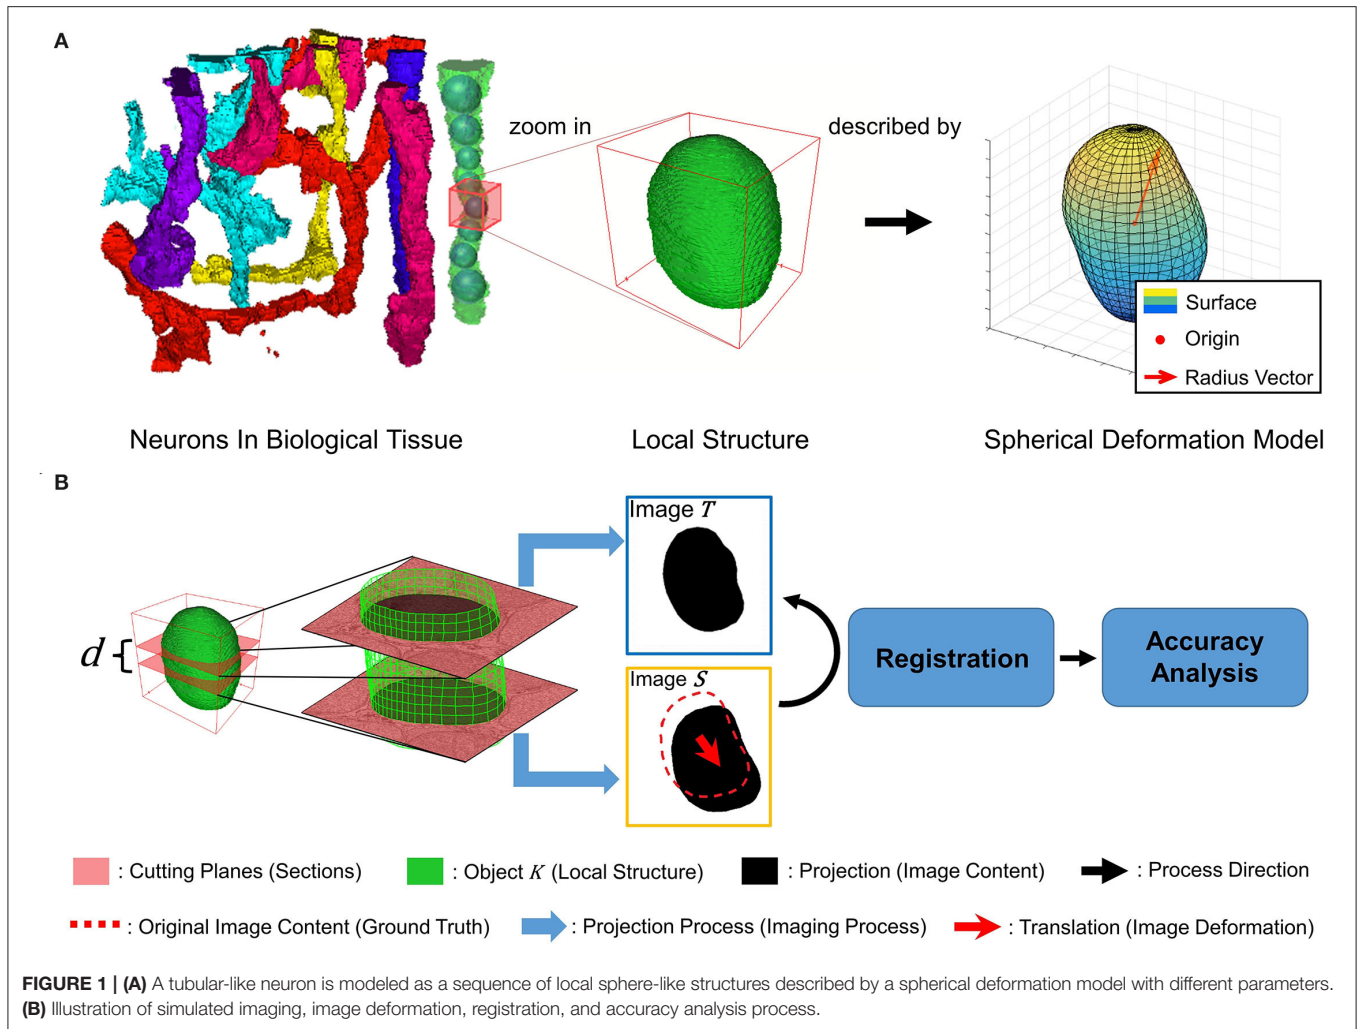 A
zoom in
described by
Surface
Origin
Radius Vector
Neurons In Biological Tissue
Local Structure
Spherical Deformation Model
B
Image T
d
Image S
Registration
Accuracy
Analysis
: Cutting Planes (Sections)
: Object K (Local Structure)
: Projection (Image Content)
: Process Direction
: Original Image Content (Ground Truth)
: Projection Process (Imaging Process)
: Translation (Image Deformation)
FIGURE 1 | (A) A tubular-like neuron is modeled as a sequence of local sphere-like structures described by a spherical deformation model with different parameters.
(B) Illustration of simulated imaging, image deformation, registration, and accuracy analysis process.